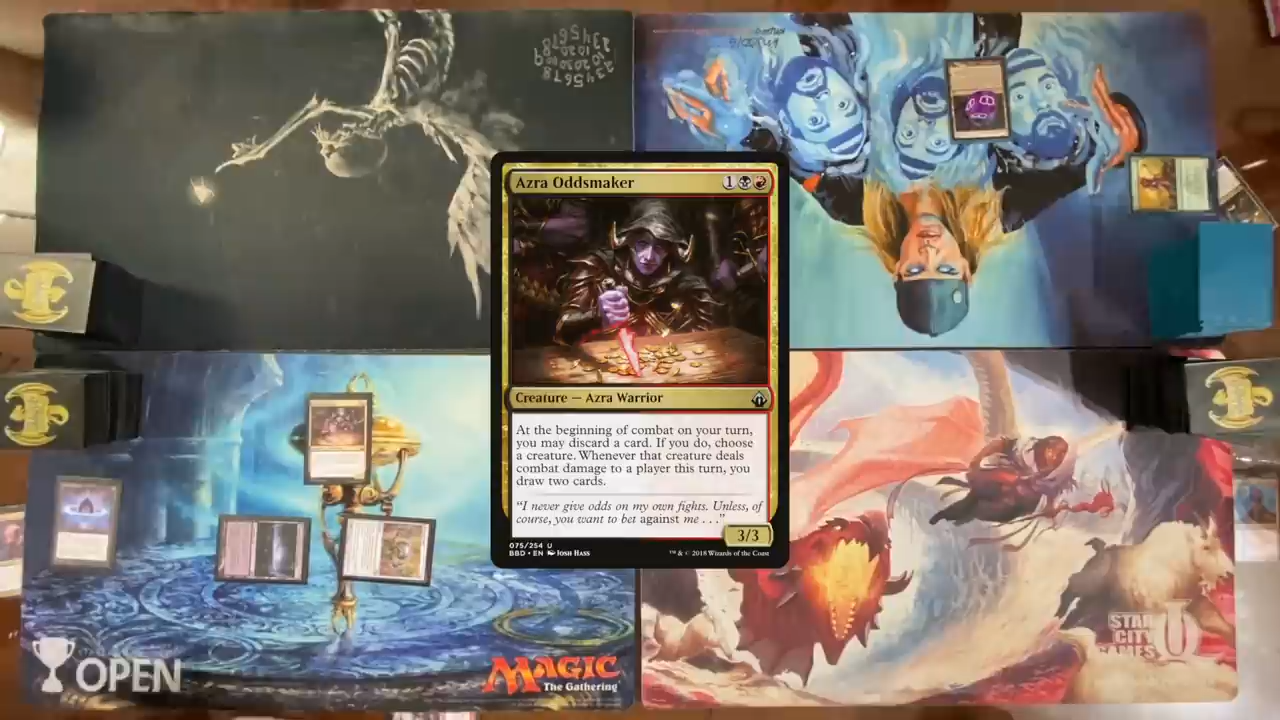 Azra Oddsmaker
1
Creature — Azra Warrior
At the beginning of combat on your turn,
you may discard a card. If you do, choose
a creature. Whenever that creature deals
combat damage to a player this turn, you
draw two cards.
"I never give odds on my own fights. Unless, of
course, you want to bet against me . . ."
3/3
075/254 U
BBD • EN Josh Hass
™ & © 2018 Wizards of the Coast
OPEN
MAGIC
The Gathering
STAR
CITY
GAMES